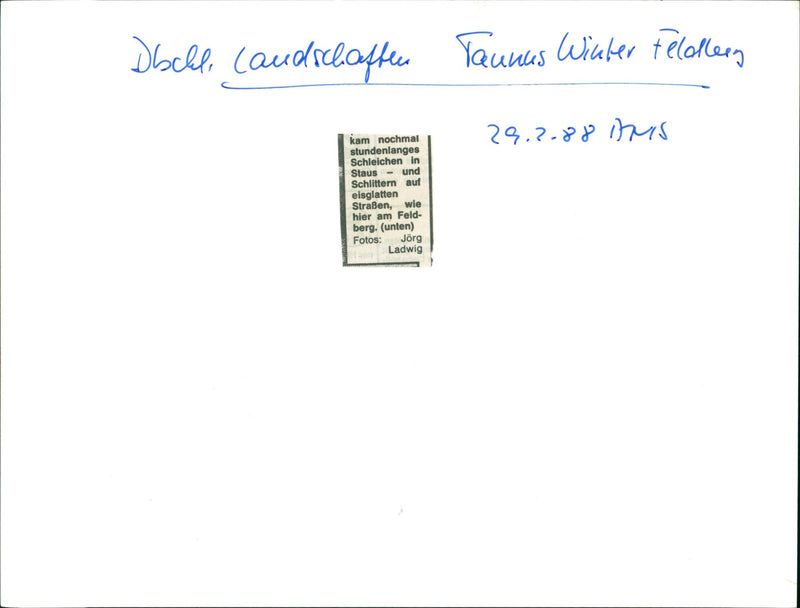 Dtschl. Landschaften Taunus Winter Feldberg
29.2.88
kam nochmal
stundenlanges
Schleichen in
Staus – und
Schlittern auf
eisglatten
Straßen, wie
hier am Feld-
berg. (unten)
Fotos: Jörg
Ladwig